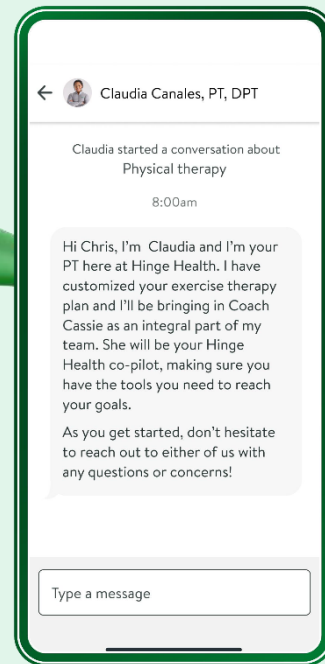 Claudia Canales, PT, DPT
Claudia started a conversation about
Physical therapy
8:00am
Hi Chris, I'm Claudia and I'm your
PT here at Hinge Health. I have
customized your exercise therapy
plan and I'll be bringing in Coach
Cassie as an integral part of my
team. She will be your Hinge
Health co-pilot, making sure you
have the tools you need to reach
your goals.
As you get started, don't hesitate
to reach out to either of us with
any questions or concerns!
Type a message